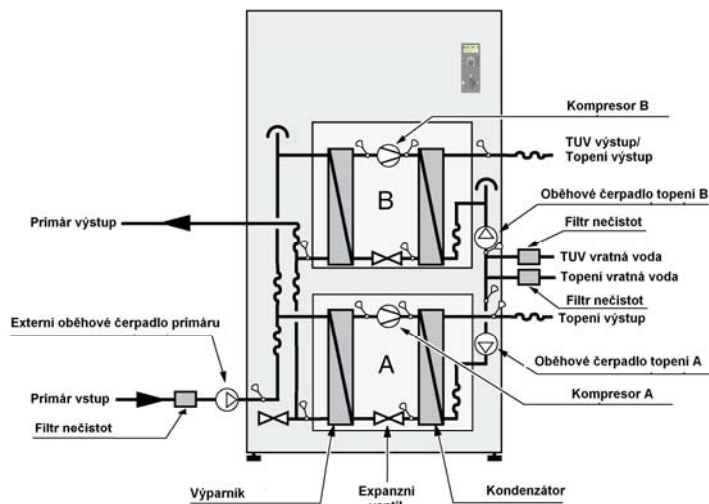 Kompresor B
TUV výstup/
Topení výstup
B
Oběhové čerpadlo topení B
Filtr nečistot
Primár výstup
TUV vratná voda
Topení vratná voda
Filtr nečistot
Externí oběhové čerpadlo primáru
Topení výstup
A
Oběhové čerpadlo topení A
Primár vstup
Kompresor A
Filtr nečistot
Výparník
Expanzní
Kondenzátor